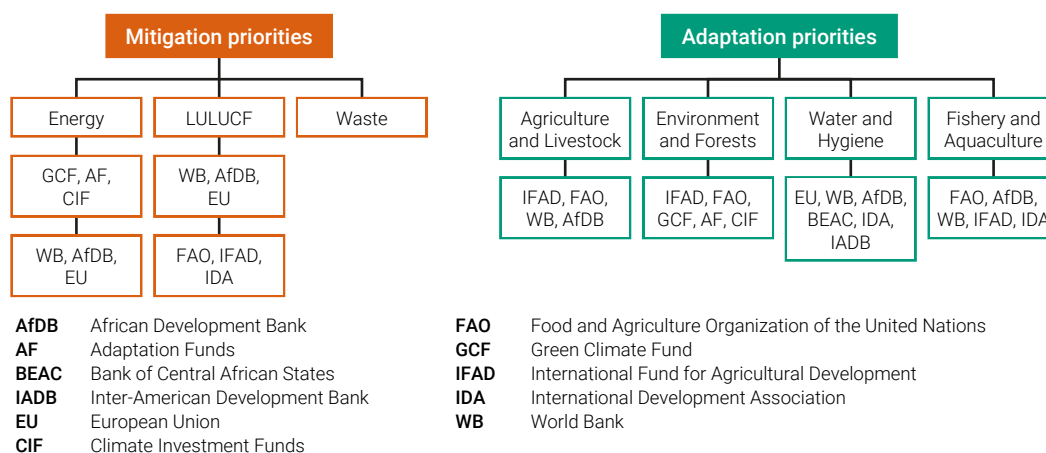 Mitigation priorities
Energy
LULUCF
Waste
GCF, AF,
CIF
WB, AfDB,
EU
WB, AfDB,
EU
FAO, IFAD,
IDA
Adaptation priorities
Agriculture
and Livestock
Environment
and Forests
Water and
Hygiene
Fishery and
Aquaculture
IFAD, FAO,
WB, AfDB
IFAD, FAO,
GCF, AF, CIF
EU, WB, AfDB,
BEAC, IDA,
IADB
FAO, AfDB,
WB, IFAD, IDA
AfDB African Development Bank
AF Adaptation Funds
BEAC Bank of Central African States
IADB Inter-American Development Bank
EU European Union
CIF Climate Investment Funds
FAO Food and Agriculture Organization of the United Nations
GCF Green Climate Fund
IFAD International Fund for Agricultural Development
IDA International Development Association
WB World Bank